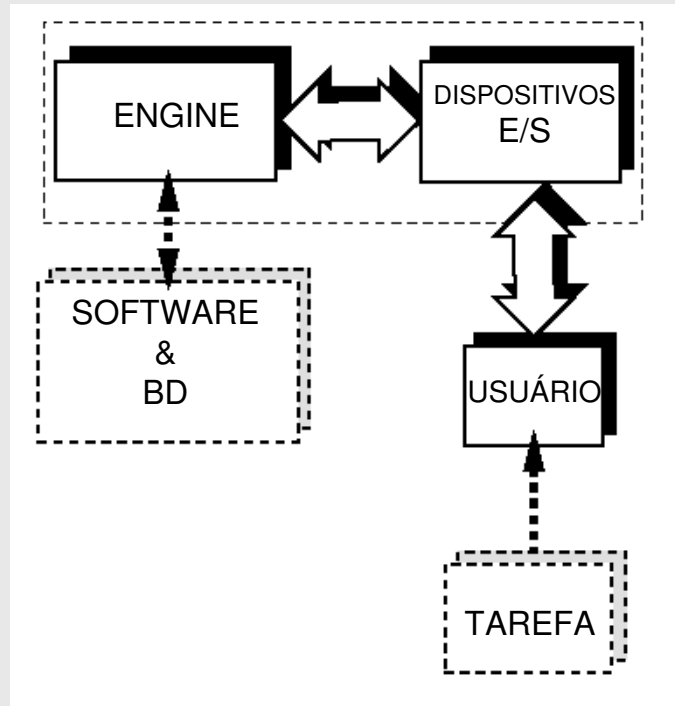 ENGINE
DISPOSITIVOS
E/S
SOFTWARE
&
BD
USUÁRIO
TAREFA